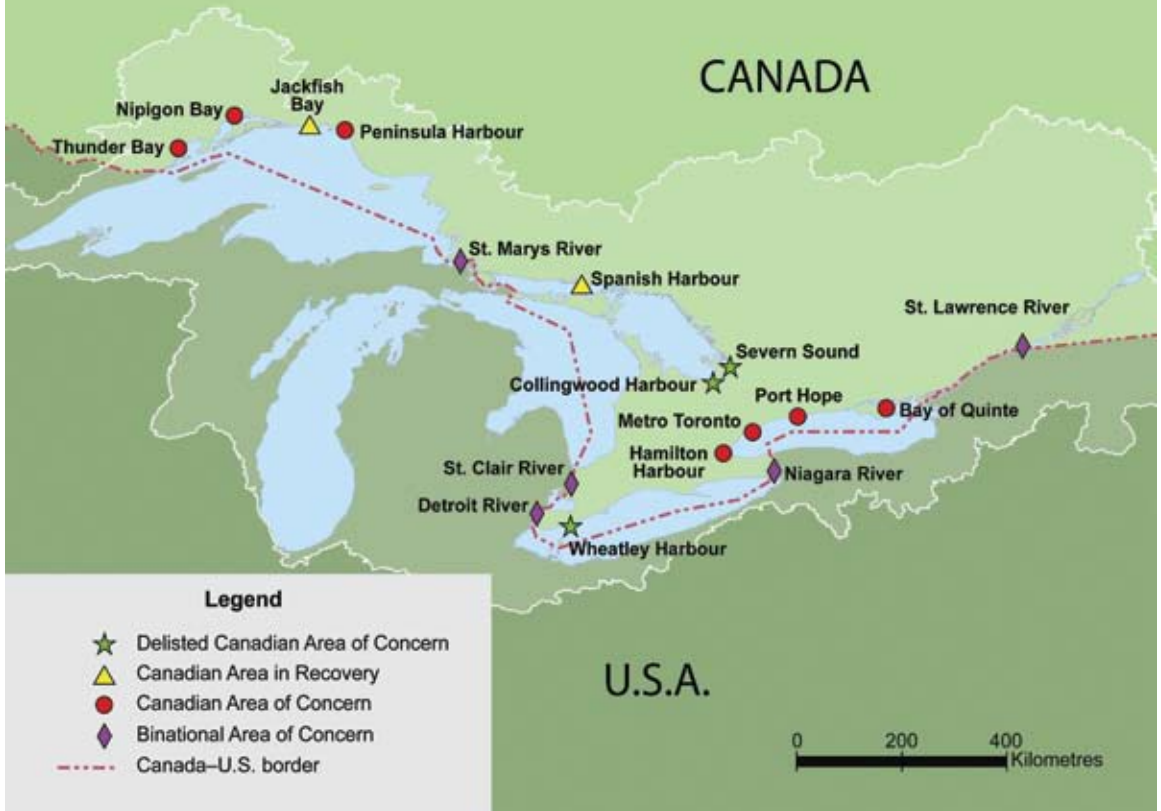 CANADA
Jackfish
Bay
Nipigon Bay
Peninsula Harbour
Thunder Bay
St. Marys River
Spanish Harbour
St. Lawrence River
Severn Sound
Collingwood Harbour
Port Hope
Bay of Quinte
Metro Toronto
Hamilton
Harbour
St. Clair River
Niagara River
Detroit River
Wheatley Harbour
Legend
Delisted Canadian Area of Concern
Canadian Area in Recovery
Canadian Area of Concern
Binational Area of Concern
Canada–U.S. border
U.S.A.
0 200 400
Kilometres